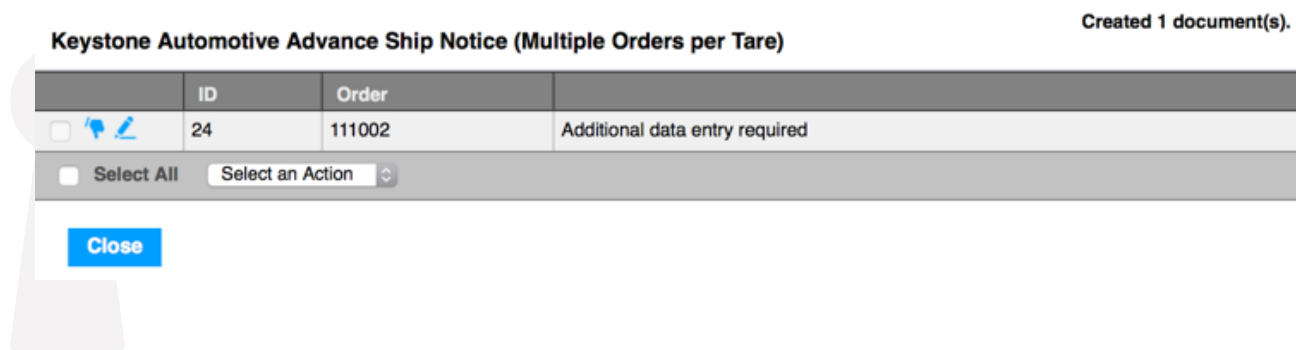 Created 1 document(s).
Keystone Automotive Advance Ship Notice (Multiple Orders per Tare)
ID Order
24 111002 Additional data entry required
Select All Select an Action
Close